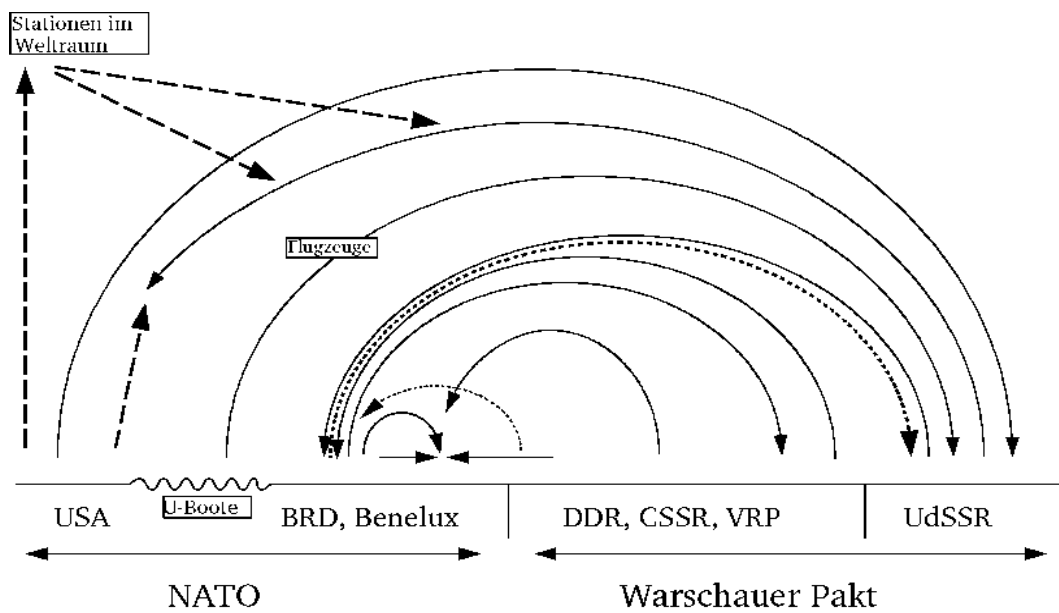 Stationen im
Weltraum
Flugzeuge
U-Boote
USA
BRD, Benelux
DDR, CSSR, VRP
UdSSR
NATO
Warschauer Pakt